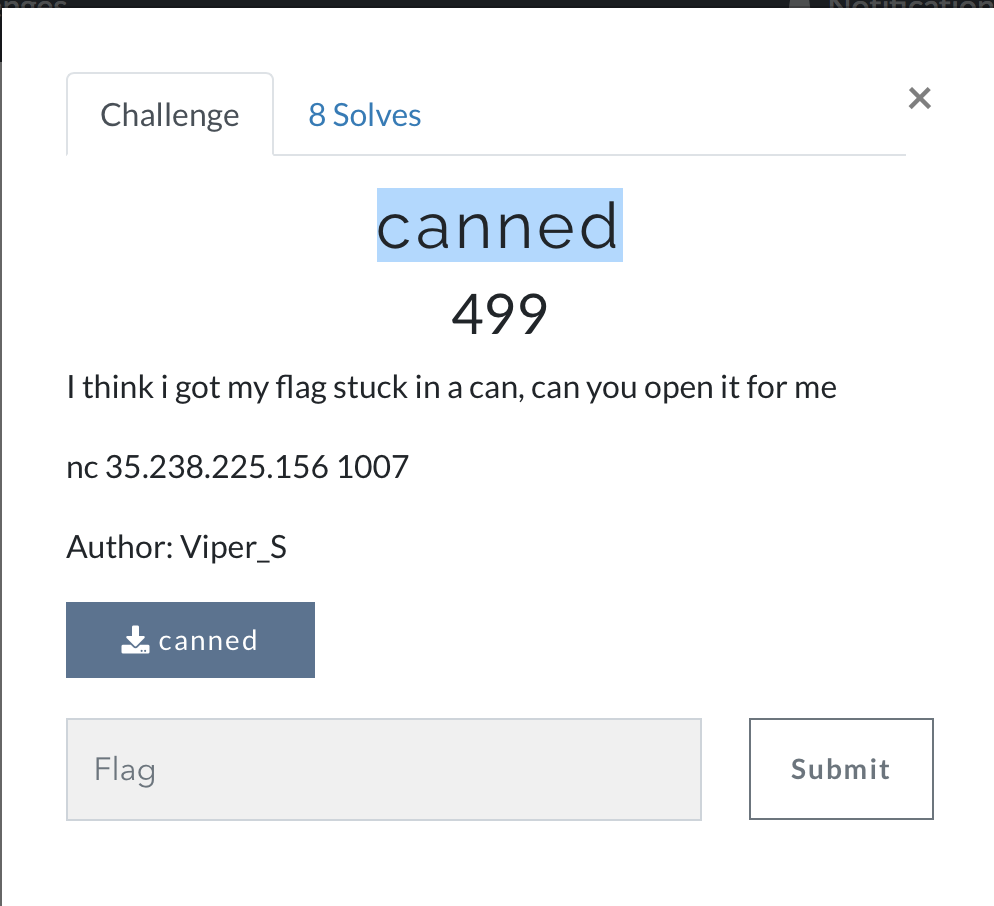 Challenge
8 Solves
×
canned
499
I think i got my flag stuck in a can, can you open it for me
nc 35.238.225.156 1007
Author: Viper_S
canned
Flag
Submit